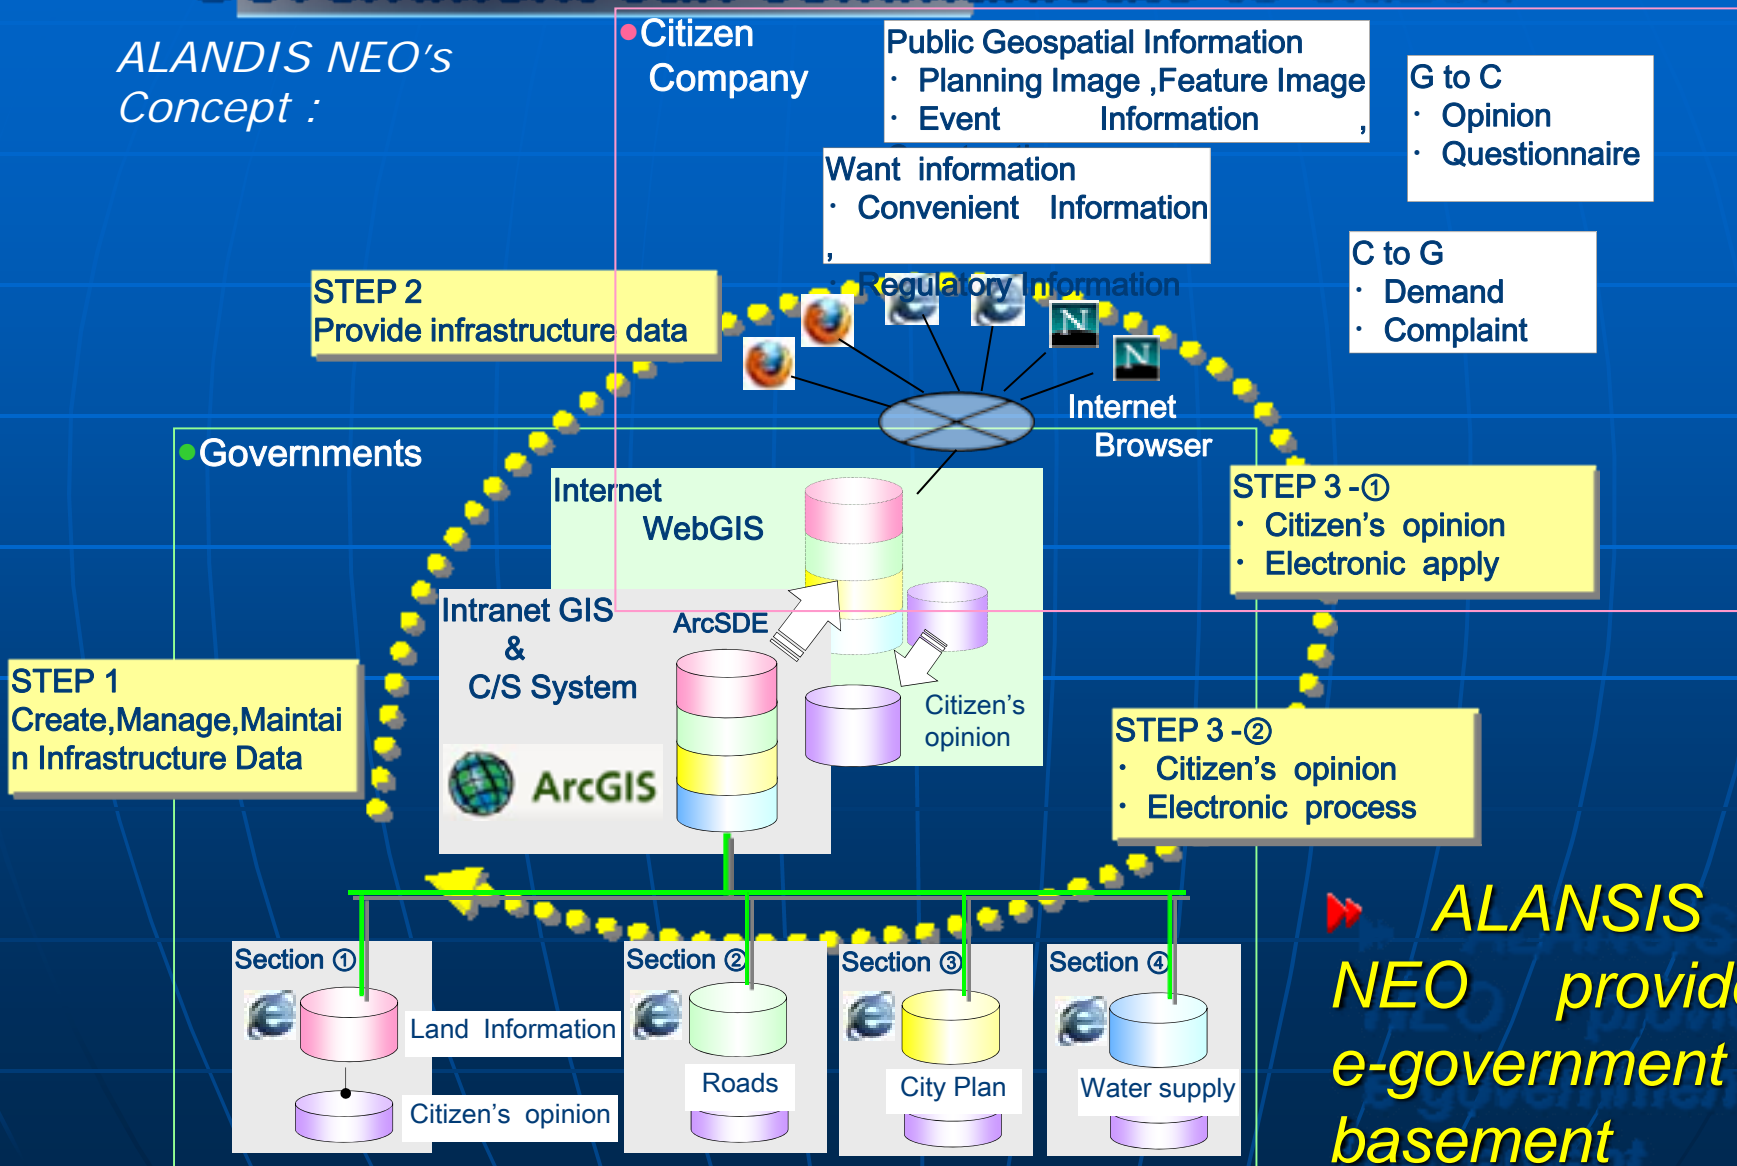 ALANDIS NEO's
Concept :
Citizen
Company
Public Geospatial Information
・ Planning Image ,Feature Image
・ Event Information ,
Want information
・ Convenient Information
,
・ Regulatory Information
G to C
・ Opinion
・ Questionnaire
C to G
・ Demand
・ Complaint
STEP 2
Provide infrastructure data
N
N
Internet
Browser
Governments
Internet
WebGIS
STEP 3 -①
・ Citizen's opinion
・ Electronic apply
Intranet GIS
&
C/S System
ArcSDE
ArcGIS
Citizen's
opinion
STEP 1
Create,Manage,Maintai
n Infrastructure Data
STEP 3 -②
・ Citizen's opinion
・ Electronic process
Section ①
Land Information
Citizen's opinion
Section ②
Roads
Section ③
City Plan
Section ④
Water supply
ALANSIS
NEO provide
e-government
basement